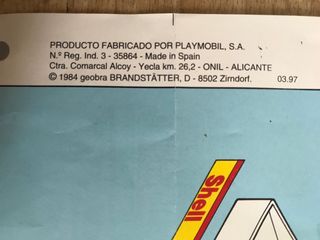 PRODUCTO FABRICADO POR PLAYMOBIL, S.A.
N.º Reg. Ind. 3 - 35864 - Made in Spain
Ctra. Comarcal Alcoy - Yecla km. 26,2 - ONIL - ALICANTE
© 1984 geobra BRANDSTÄTTER, D - 8502 Zirndorf. 03.97
Shell